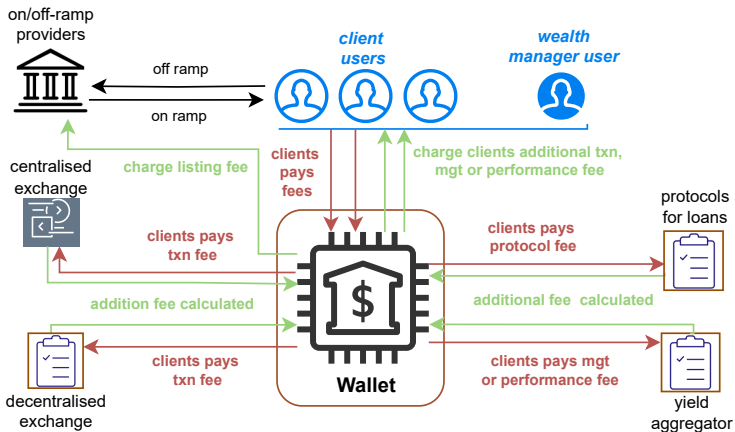 on/off-ramp
providers
client
users
wealth
manager user
off ramp
on ramp
charge listing fee
clients
pays
fees
charge clients additional txn,
mgt or performance fee
centralised
exchange
protocols
for loans
clients pays
txn fee
clients pays
protocol fee
$
addition fee calculated
additional fee calculated
clients pays
txn fee
clients pays mgt
or performance fee
Wallet
decentralised
exchange
yield
aggregator